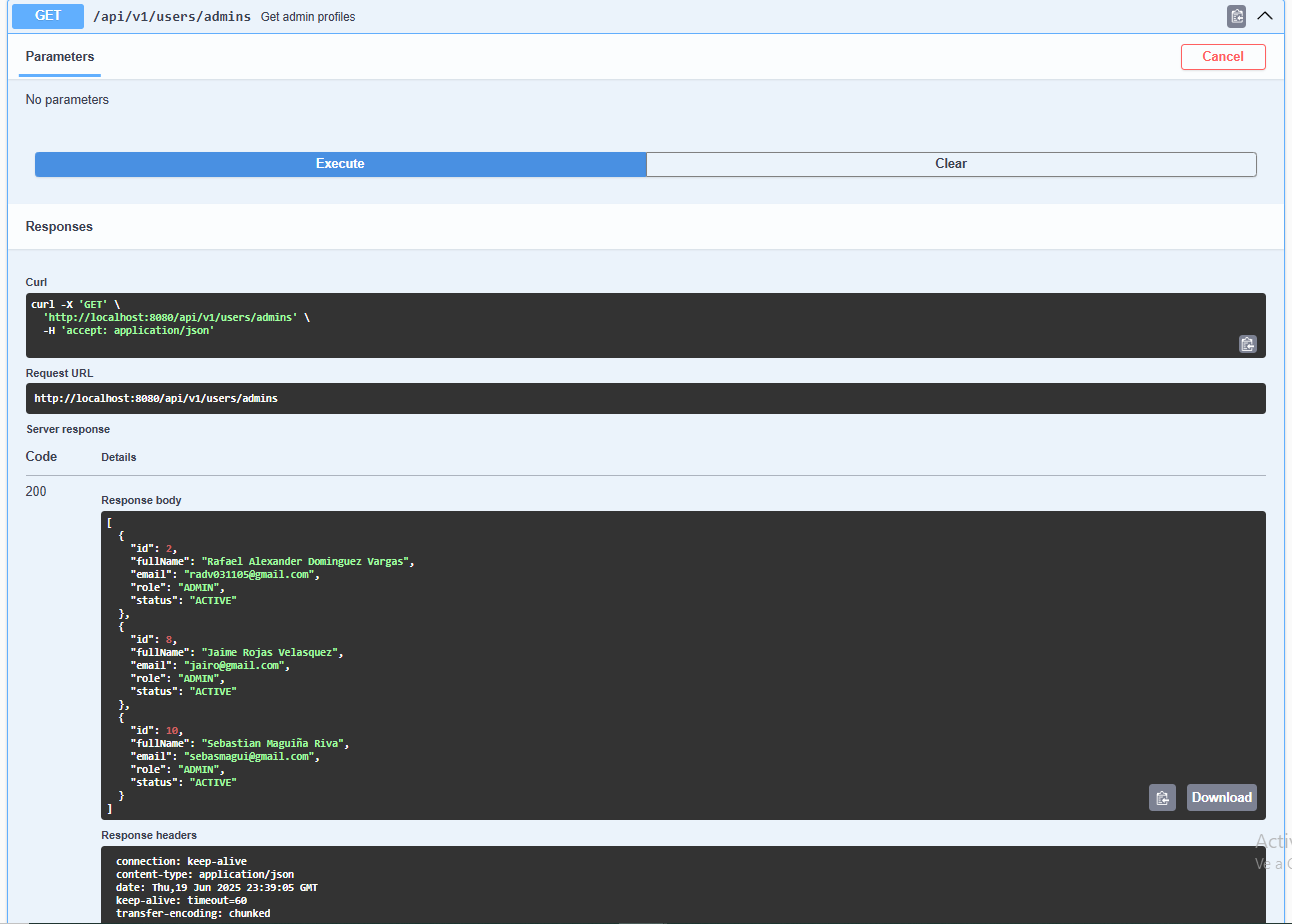 GET /api/v1/users/admins Get admin profiles
Parameters
Cancel
No parameters
Execute
Clear
Responses
Curl
curl -X 'GET' \
  'http://localhost:8080/api/v1/users/admins' \
  -H 'accept: application/json'
Request URL
http://localhost:8080/api/v1/users/admins
Server response
Code Details
200
Response body
[
  {
    "id": 2,
    "fullName": "Rafael Alexander Dominguez Vargas",
    "email": "radv031105@gmail.com",
    "role": "ADMIN",
    "status": "ACTIVE"
  },
  {
    "id": 8,
    "fullName": "Jaime Rojas Velasquez",
    "email": "jairo@gmail.com",
    "role": "ADMIN",
    "status": "ACTIVE"
  },
  {
    "id": 10,
    "fullName": "Sebastian Maguiña Riva",
    "email": "sebasmagui@gmail.com",
    "role": "ADMIN",
    "status": "ACTIVE"
  }
]
Download
Response headers
connection: keep-alive
content-type: application/json
date: Thu,19 Jun 2025 23:39:05 GMT
keep-alive: timeout=60
transfer-encoding: chunked
Ve a